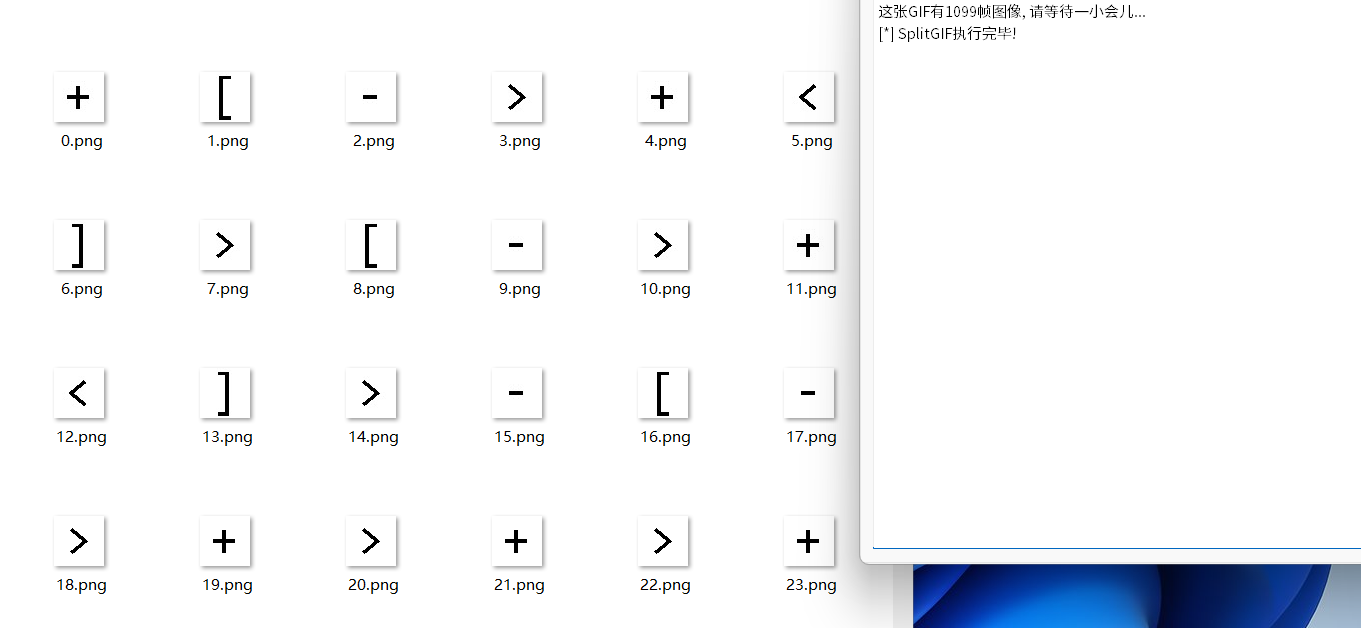 这张GIF有1099帧图像, 请等待一小会儿...
[*] SplitGIF执行完毕!
+ [ - > + <
0.png 1.png 2.png 3.png 4.png 5.png
] > [ - > +
6.png 7.png 8.png 9.png 10.png 11.png
< ] > - [ -
12.png 13.png 14.png 15.png 16.png 17.png
> + > + > +
18.png 19.png 20.png 21.png 22.png 23.png